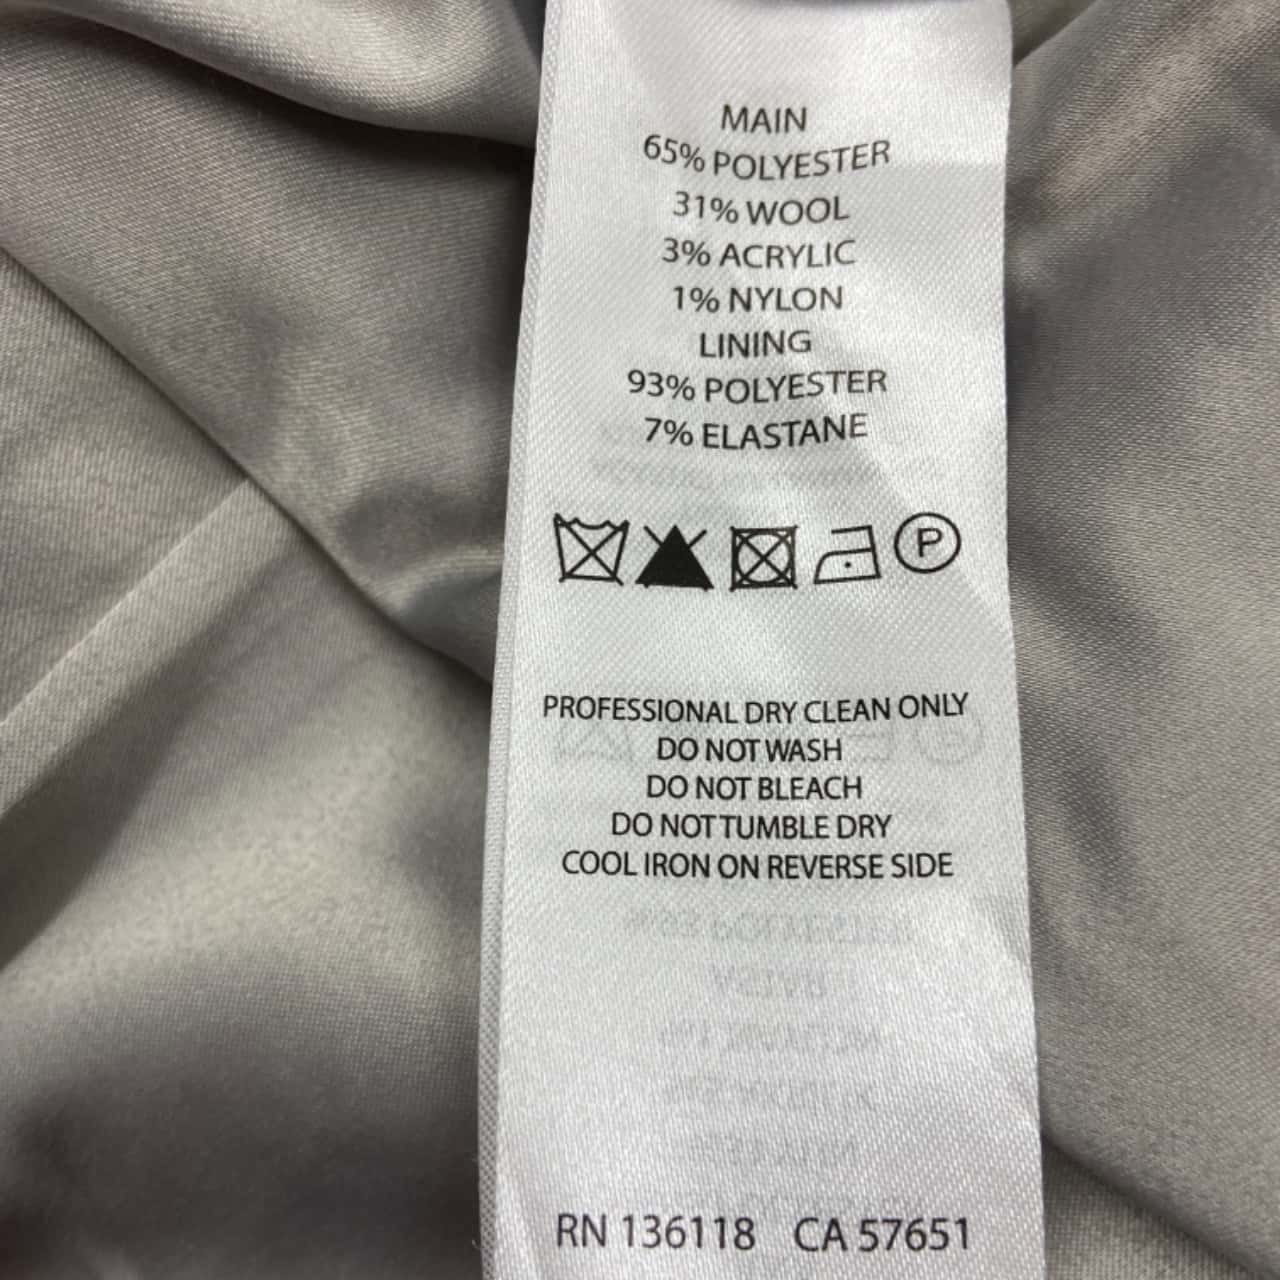 MAIN
65% POLYESTER
31% WOOL
3% ACRYLIC
1% NYLON
LINING
93% POLYESTER
7% ELASTANE
P
PROFESSIONAL DRY CLEAN ONLY
DO NOT WASH
DO NOT BLEACH
DO NOT TUMBLE DRY
COOL IRON ON REVERSE SIDE
RN 136118 CA 57651